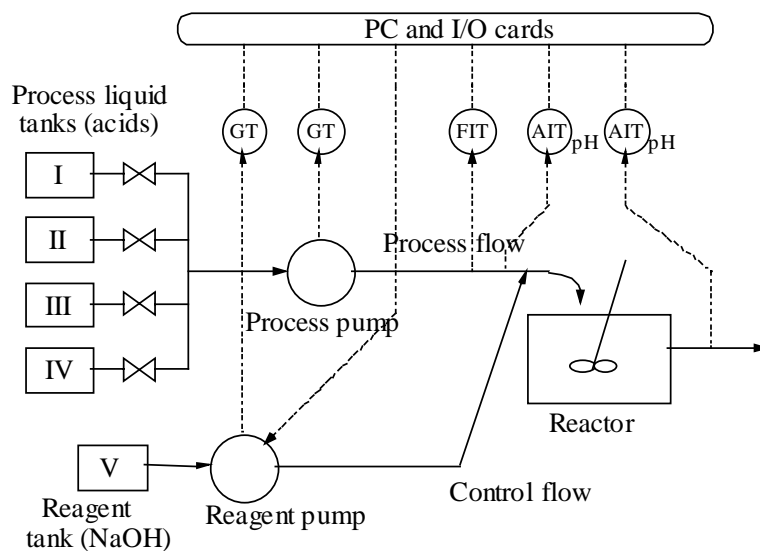 PC and I/O cards
Process liquid
tanks (acids)
GT
GT
FIT
AIT
pH
AIT
pH
I
II
III
IV
Process flow
Process pump
Reactor
V
Reagent
tank (NaOH)
Reagent pump
Control flow